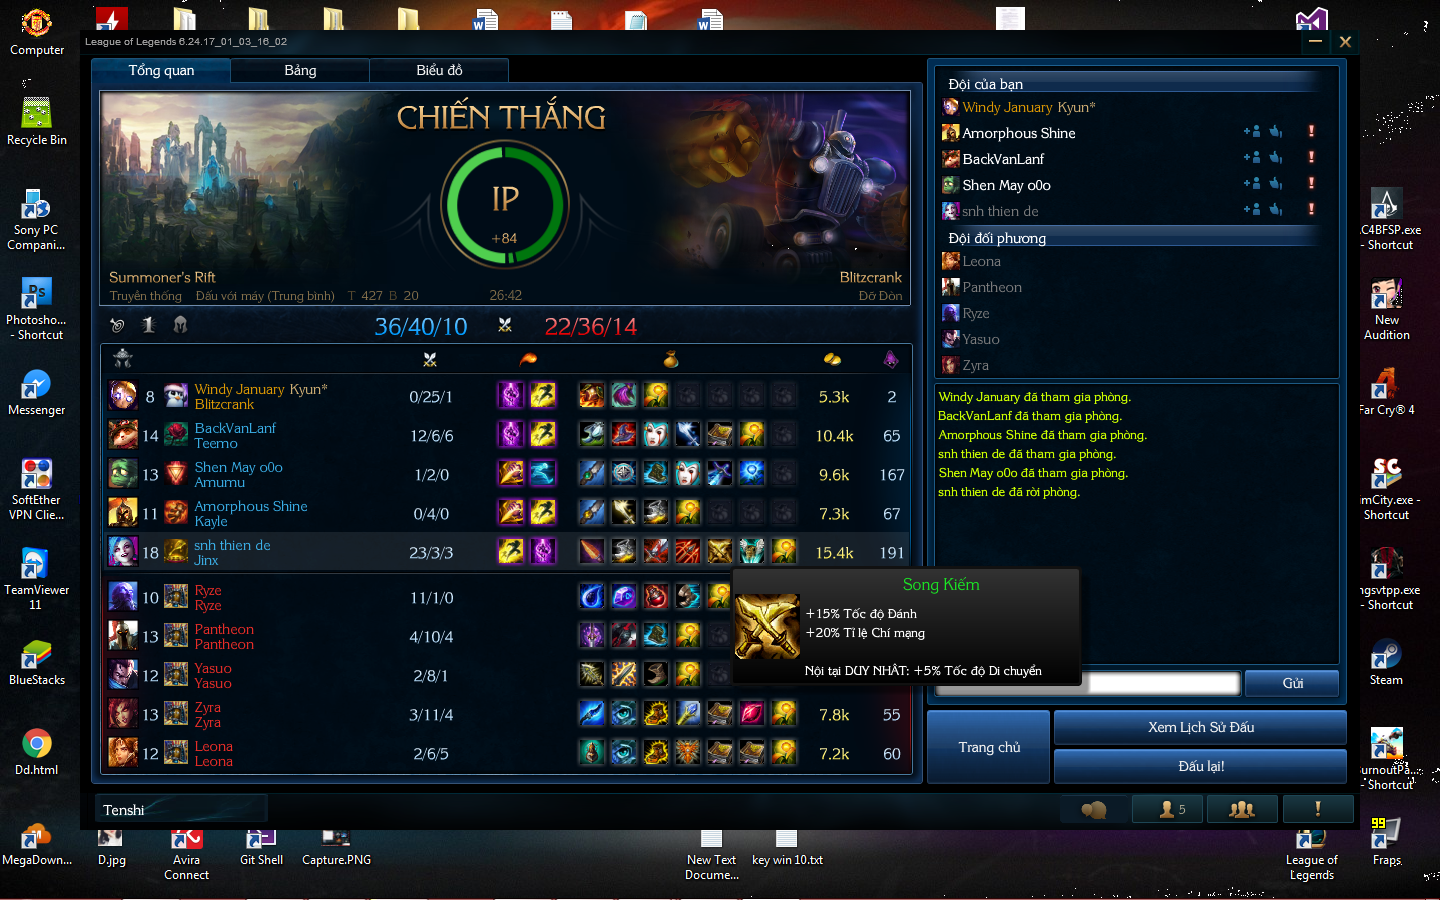 League of Legends 6.24.17_01_03_16_02
Tổng quan
Bảng
Biểu đồ
CHIẾN THẮNG
IP
+84
Summoner's Rift
Blitzcrank
Truyền thống Đấu với máy (Trung bình) T 427 B 20
26:42
Đỡ Đòn
36/40/10
22/36/14
8 Windy January Kyun* 0/25/1 5.3k 2
Blitzcrank
14 BackVanLanf 12/6/6 10.4k 65
Teemo
13 Shen May o0o 1/2/0 9.6k 167
Amumu
11 Amorphous Shine 0/4/0 7.3k 67
Kayle
18 snh thien de 23/3/3 15.4k 191
Jinx
10 Ryze 11/1/0
Ryze
13 Pantheon 4/10/4
Pantheon
12 Yasuo 2/8/1
Yasuo
13 Zyra 3/11/4 7.8k 55
Zyra
12 Leona 2/6/5 7.2k 60
Leona
Song Kiếm
+15% Tốc độ Đánh
+20% Tỉ lệ Chí mạng
Nội tại DUY NHẤT: +5% Tốc độ Di chuyển
Đội của bạn
Windy January Kyun*
Amorphous Shine
BackVanLanf
Shen May o0o
snh thien de
Đội đối phương
Leona
Pantheon
Ryze
Yasuo
Zyra
Windy January đã tham gia phòng.
BackVanLanf đã tham gia phòng.
Amorphous Shine đã tham gia phòng.
snh thien de đã tham gia phòng.
Shen May o0o đã tham gia phòng.
snh thien de đã rời phòng.
Gửi
Trang chủ
Xem Lịch Sử Đấu
Đấu lại!
Tenshi
5
Computer
Recycle Bin
Sony PC
Compani...
Photosho...
- Shortcut
Messenger
SoftEther
VPN Clie...
TeamViewer
11
BlueStacks
Dd.html
MegaDown...
D.jpg
Avira
Connect
Git Shell
Capture.PNG
New Text
Docume...
key win 10.txt
League of
Legends
Fraps
.C4BFSP.exe
- Shortcut
New
Audition
Far Cry® 4
mCity.exe -
Shortcut
ngsvtpp.exe
- Shortcut
Steam
urnoutPa...
- Shortcut